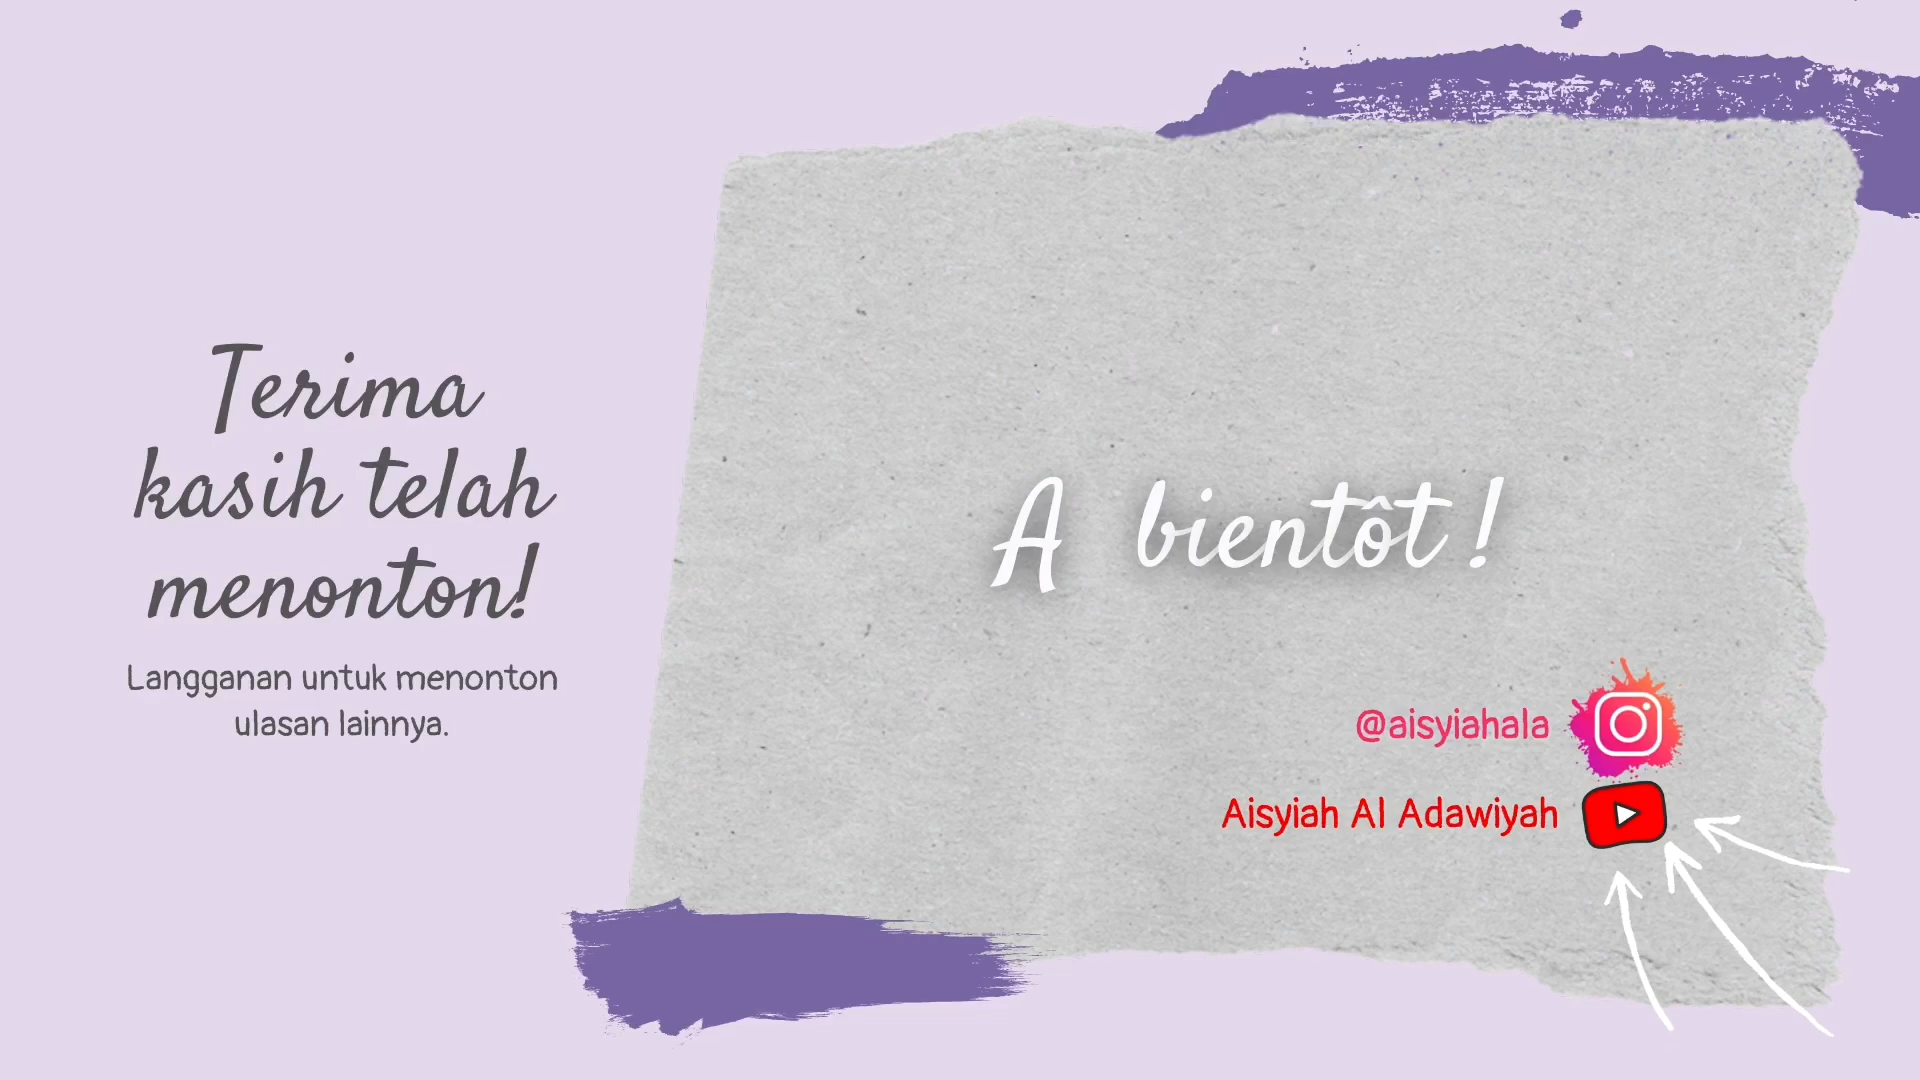 Terima
kasih telah
menonton!
Langganan untuk menonton
ulasan lainnya.
A bientôt !
@aisyiahala
Aisyiah Al Adawiyah